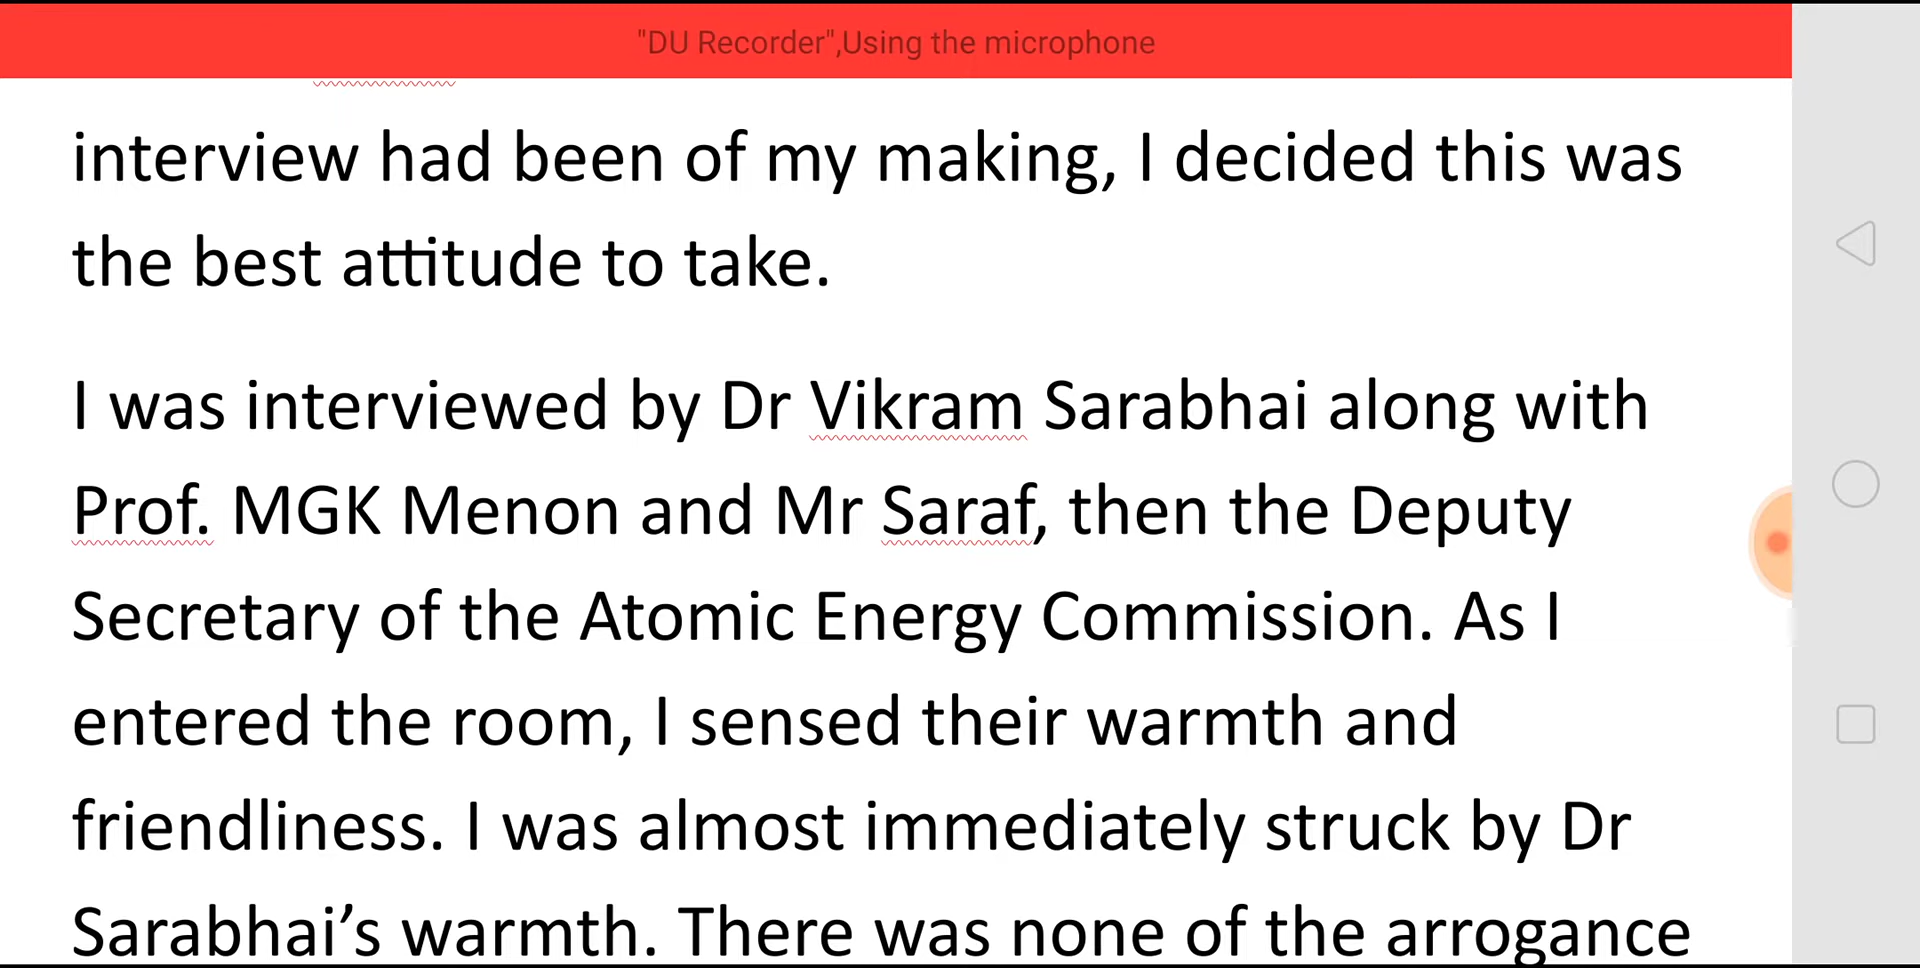 "DU Recorder",Using the microphone
interview had been of my making, I decided this was
the best attitude to take.
I was interviewed by Dr Vikram Sarabhai along with
Prof. MGK Menon and Mr Saraf, then the Deputy
Secretary of the Atomic Energy Commission. As I
entered the room, I sensed their warmth and
friendliness. I was almost immediately struck by Dr
Sarabhai’s warmth. There was none of the arrogance